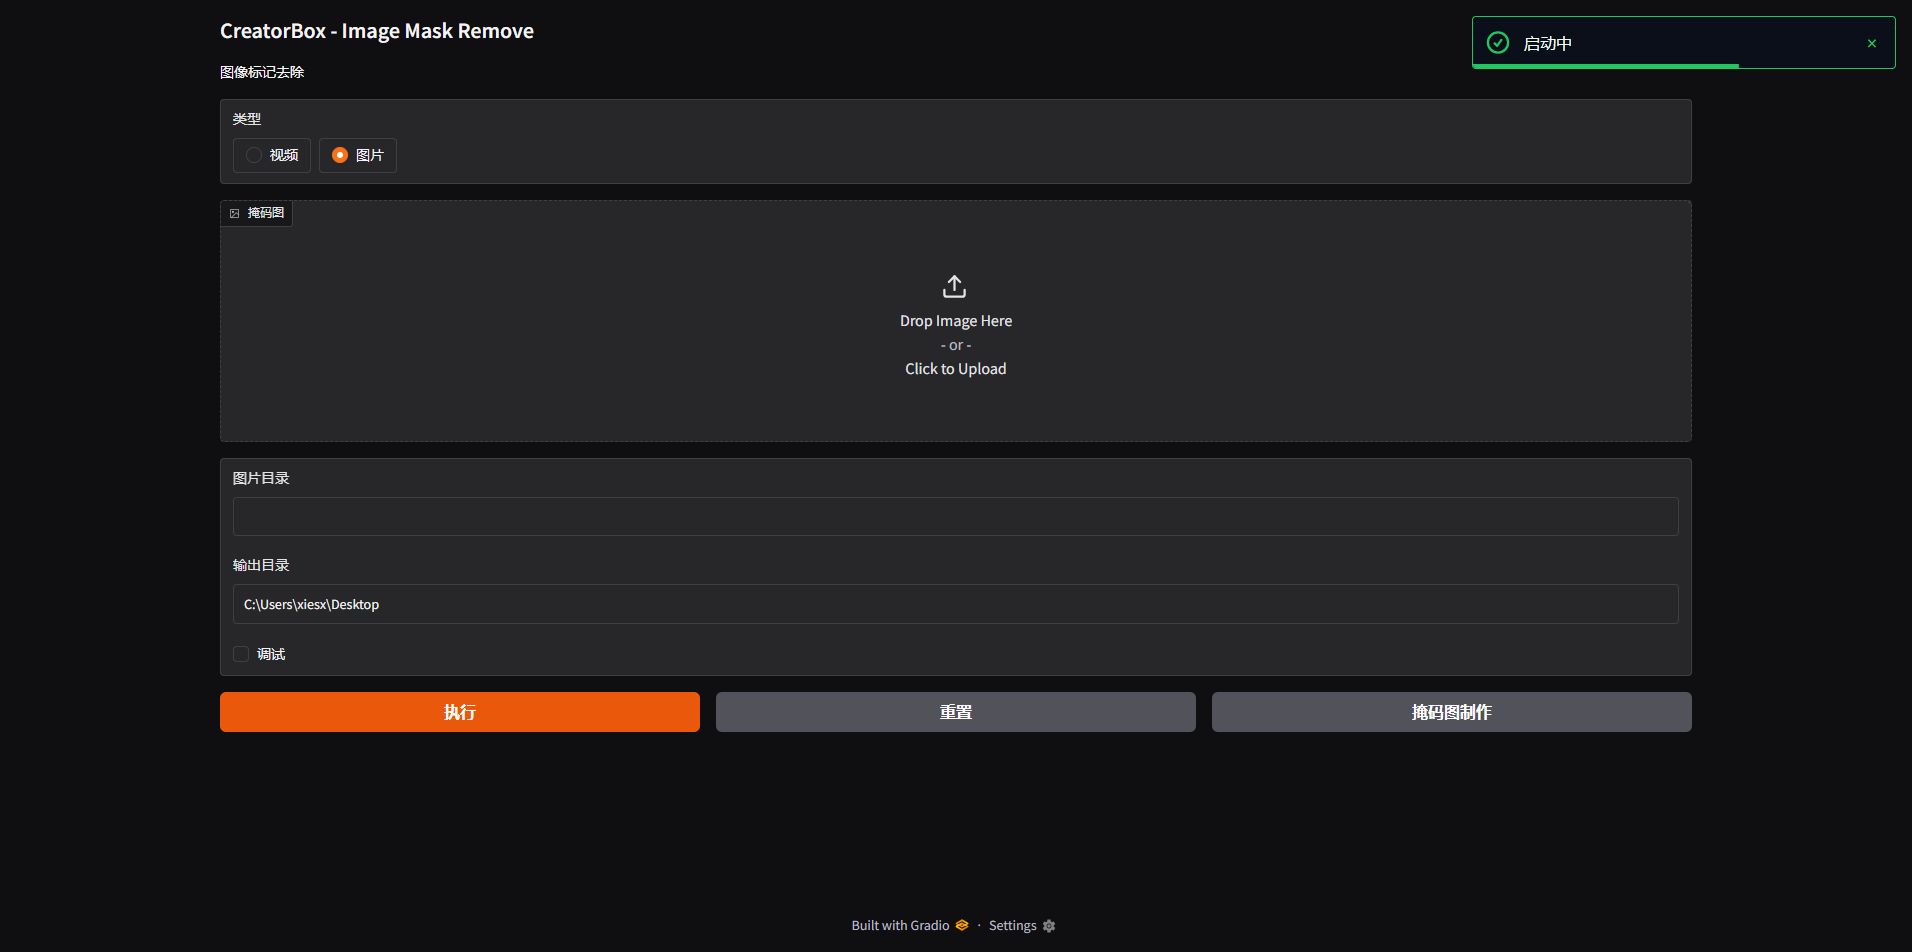 CreatorBox - Image Mask Remove
启动中
图像标记去除
类型
视频
图片
掩码图
Drop Image Here
- or -
Click to Upload
图片目录
输出目录
C:\Users\xiesx\Desktop
调试
执行
重置
掩码图制作
Built with Gradio · Settings